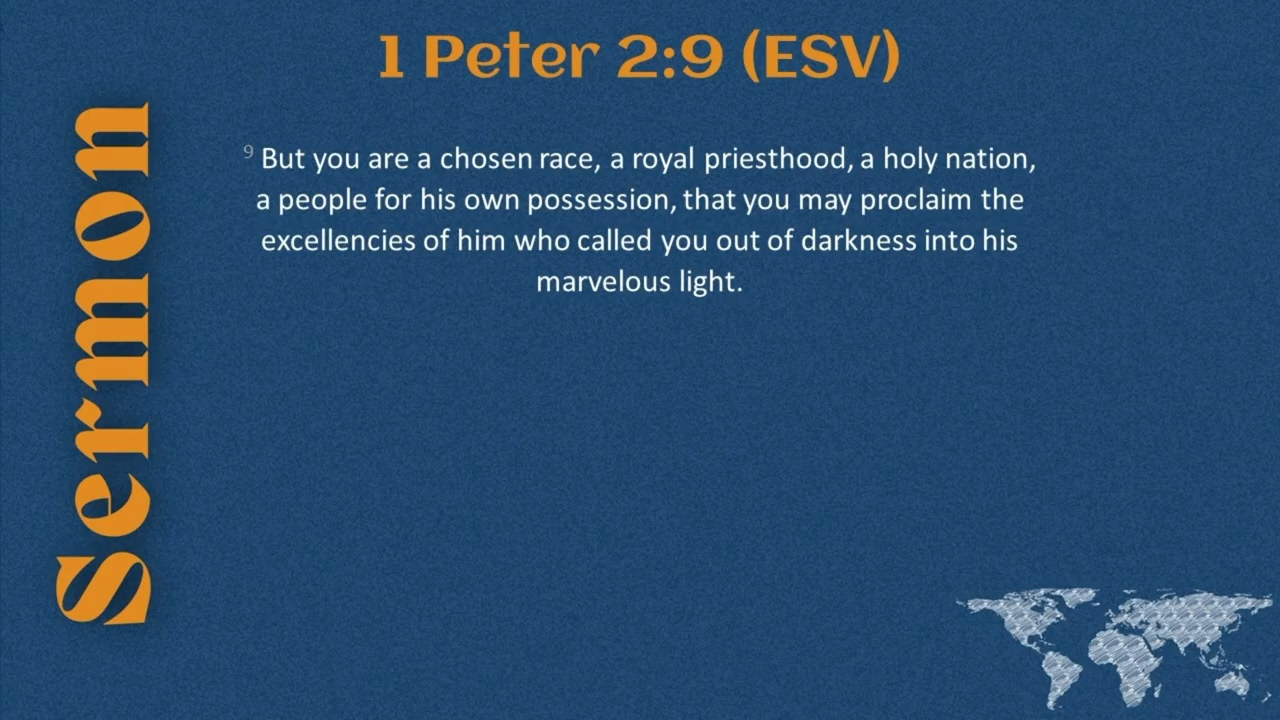 1 Peter 2:9 (ESV)
Sermon
9 But you are a chosen race, a royal priesthood, a holy nation,
a people for his own possession, that you may proclaim the
excellencies of him who called you out of darkness into his
marvelous light.